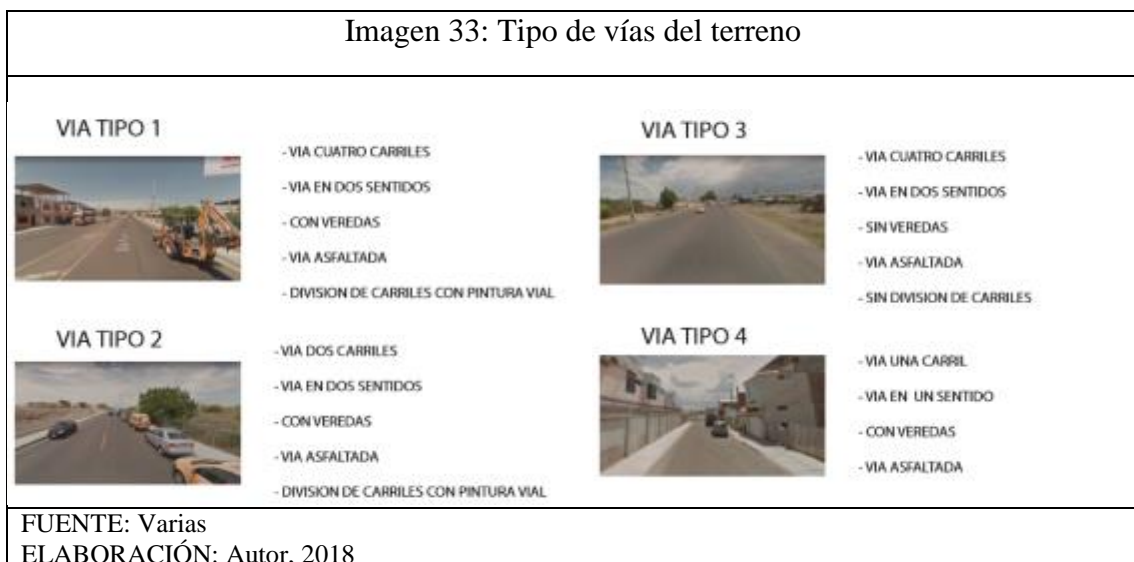 Imagen 33: Tipo de vías del terreno
VIA TIPO 1
- VIA CUATRO CARRILES
- VIA EN DOS SENTIDOS
- CON VEREDAS
- VIA ASFALTADA
- DIVISION DE CARRILES CON PINTURA VIAL
VIA TIPO 2
- VIA DOS CARRILES
- VIA EN DOS SENTIDOS
- CON VEREDAS
- VIA ASFALTADA
- DIVISION DE CARRILES CON PINTURA VIAL
VIA TIPO 3
- VIA CUATRO CARRILES
- VIA EN DOS SENTIDOS
- SIN VEREDAS
- VIA ASFALTADA
- SIN DIVISION DE CARRILES
VIA TIPO 4
- VIA UNA CARRIL
- VIA EN UN SENTIDO
- CON VEREDAS
- VIA ASFALTADA
FUENTE: Varias
ELABORACIÓN: Autor. 2018